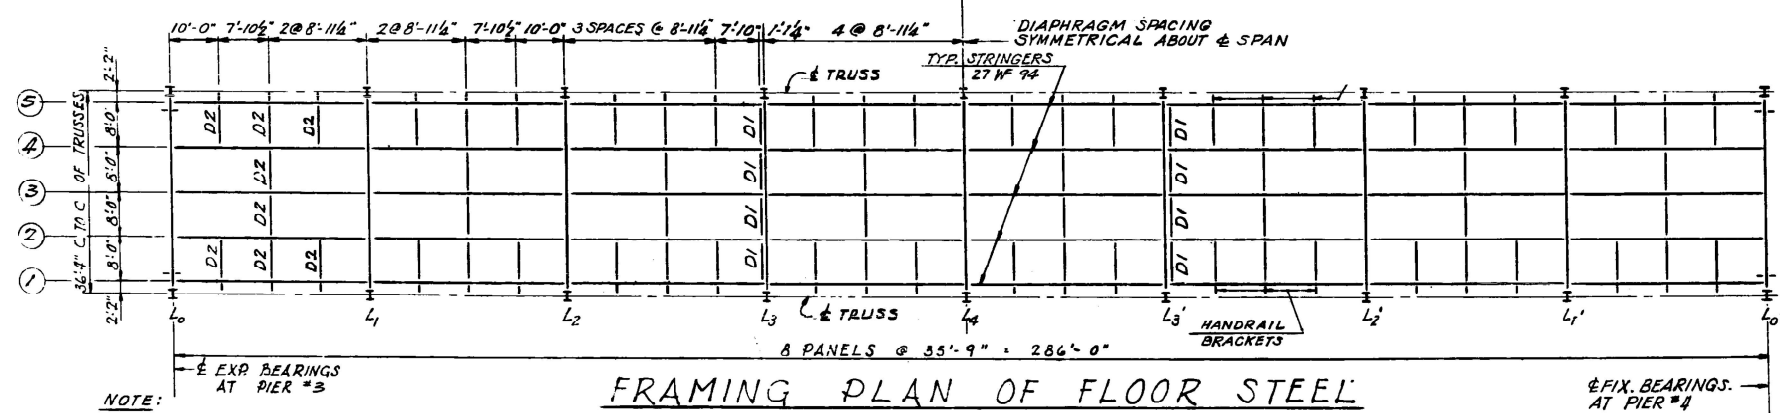 10'-0" 7'-10½" 2@8'-11¼" 2@8'-11¼" 7'-10½" 10'-0" 3 SPACES @ 8'-11¼" 7'-10" 1'-1¼" 4 @ 8'-11¼"
DIAPHRAGM SPACING
SYMMETRICAL ABOUT ℄ SPAN
TYP. STRINGERS
27 WF 94
℄ TRUSS
2'-2"
5
8'-0"
D2 D2 D2 D1 D1
4
8'-0"
D2 D1 D1
3
8'-0"
D2 D1 D1
2
8'-0"
D2 D2 D2 D1 D1
1
2'-2"
36'-4" C. TO C. OF TRUSSES
L₀ L₁ L₂ L₃ L₄ L₃' L₂' L₁' L₀
℄ TRUSS
HANDRAIL
BRACKETS
8 PANELS @ 35'-9" = 286'-0"
℄ EXP. BEARINGS
AT PIER #3
℄ FIX. BEARINGS.
AT PIER #4
NOTE:
FRAMING PLAN OF FLOOR STEEL